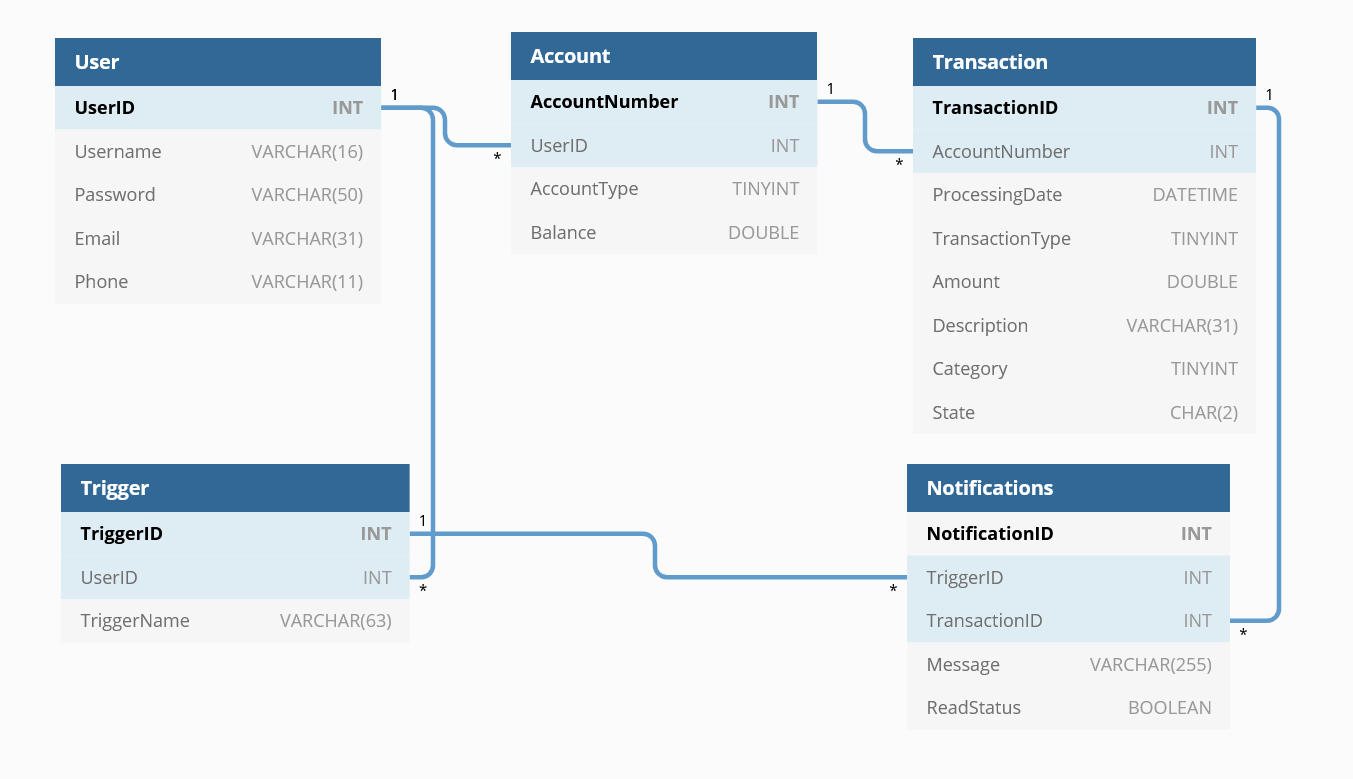 User
UserID INT
Username VARCHAR(16)
Password VARCHAR(50)
Email VARCHAR(31)
Phone VARCHAR(11)
1
*
Account
AccountNumber INT
UserID INT
AccountType TINYINT
Balance DOUBLE
1
*
Transaction
TransactionID INT
AccountNumber INT
ProcessingDate DATETIME
TransactionType TINYINT
Amount DOUBLE
Description VARCHAR(31)
Category TINYINT
State CHAR(2)
1
Trigger
TriggerID INT
UserID INT
TriggerName VARCHAR(63)
1
*
*
Notifications
NotificationID INT
TriggerID INT
TransactionID INT
Message VARCHAR(255)
ReadStatus BOOLEAN
*